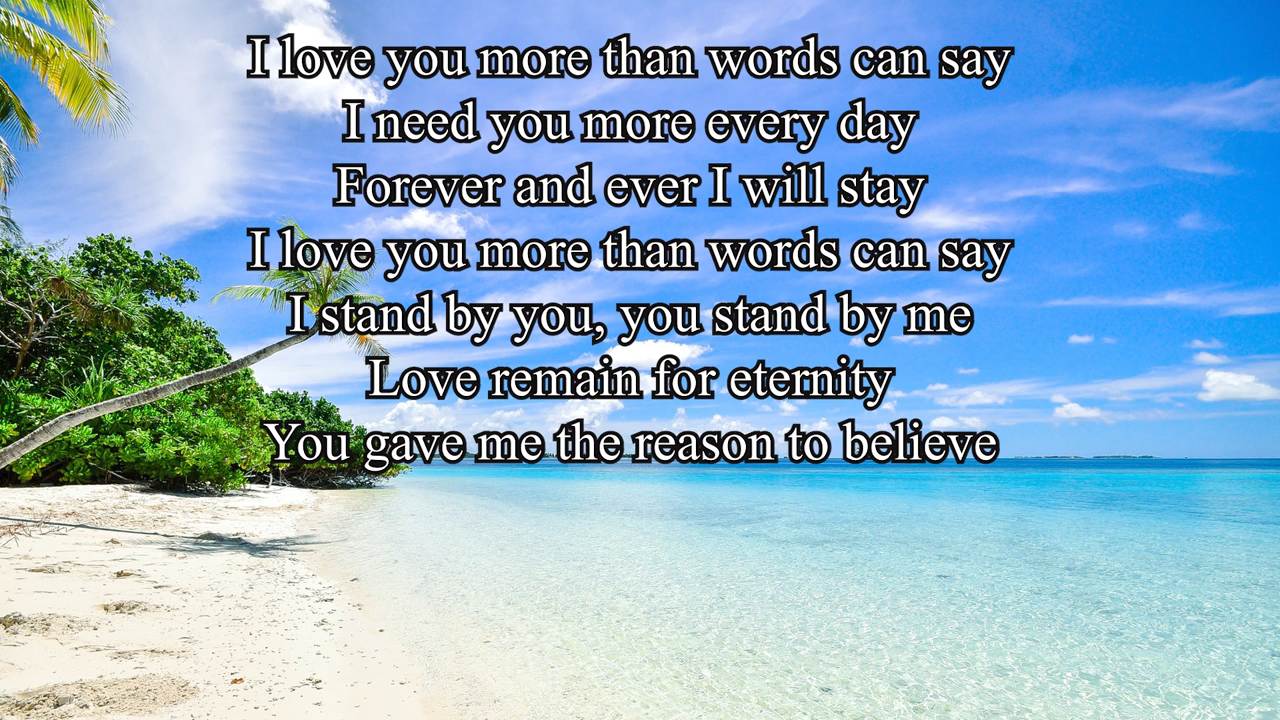 I love you more than words can say
I need you more every day
Forever and ever I will stay
I love you more than words can say
I stand by you, you stand by me
Love remain for eternity
You gave me the reason to believe